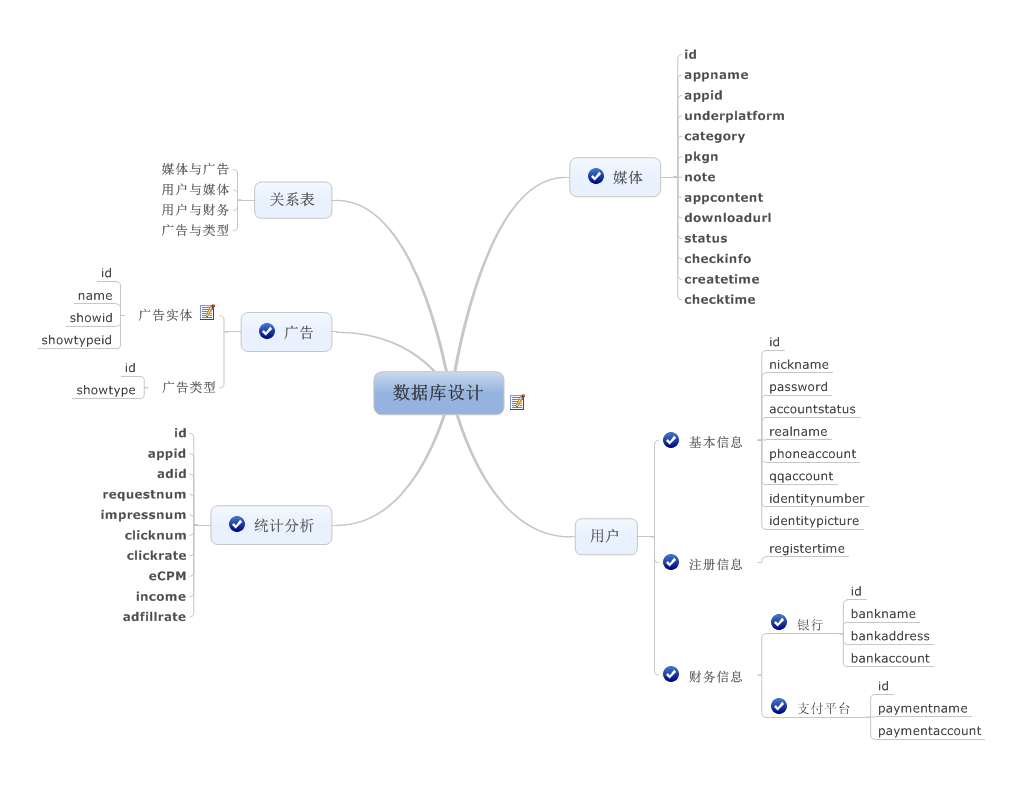 数据库设计
媒体
id
appname
appid
underplatform
category
pkgn
note
appcontent
downloadurl
status
checkinfo
createtime
checktime
用户
基本信息
id
nickname
password
accountstatus
realname
phoneaccount
qqaccount
identitynumber
identitypicture
注册信息
registertime
财务信息
银行
id
bankname
bankaddress
bankaccount
支付平台
id
paymentname
paymentaccount
关系表
媒体与广告
用户与媒体
用户与财务
广告与类型
广告
广告实体
id
name
showid
showtypeid
广告类型
id
showtype
统计分析
id
appid
adid
requestnum
impressnum
clicknum
clickrate
eCPM
income
adfillrate